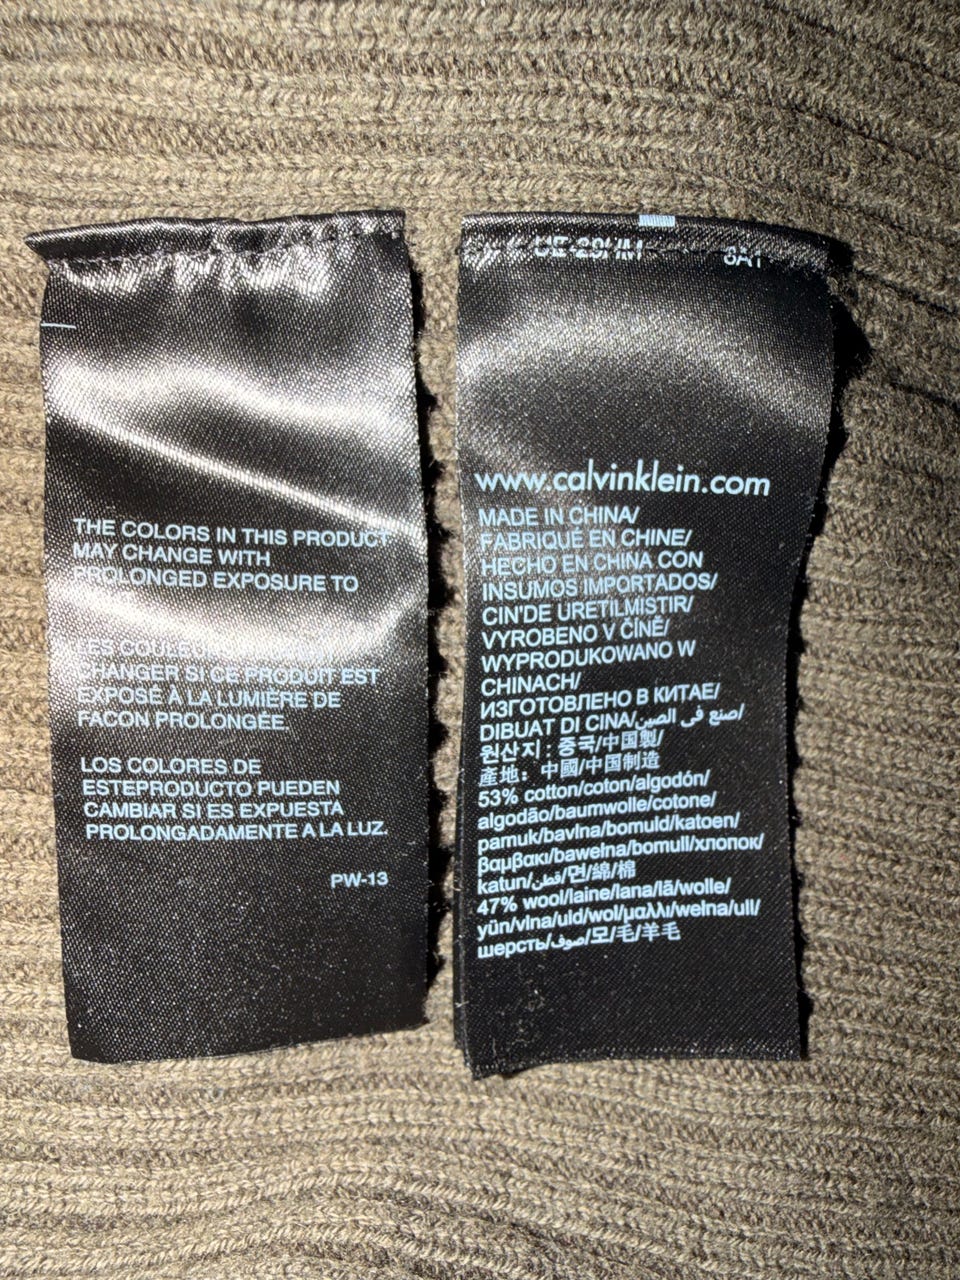 THE COLORS IN THIS PRODUCT
MAY CHANGE WITH
PROLONGED EXPOSURE TO
LES COULEU
CHANGER SI CE PRODUIT EST
EXPOSE À LA LUMIÈRE DE
FACON PROLONGÉE.
LOS COLORES DE
ESTEPRODUCTO PUEDEN
CAMBIAR SI ES EXPUESTA
PROLONGADAMENTE A LA LUZ.
PW-13
www.calvinklein.com
MADE IN CHINA/
FABRIQUÉ EN CHINE/
HECHO EN CHINA CON
INSUMOS IMPORTADOS/
CIN'DE URETILMISTIR/
VYROBENO V ČÍNĚ/
WYPRODUKOWANO W
CHINACH/
ИЗГОТОВЛЕНО В КИТАЕ/
DIBUAT DI CINA/صنع في الصين/
원산지 : 중국/中国製/
產地: 中國/中国制造
53% cotton/coton/algodón/
algodão/baumwolle/cotone/
pamuk/bavlna/bomuld/katoen/
βαμβακι/bawełna/bomull/хлопок/
katun/قطن/면/綿/棉
47% wool/laine/lana/lã/wolle/
yün/vlna/uld/wol/μαλλι/wełna/ull/
шерсть/صوف/모/毛/羊毛